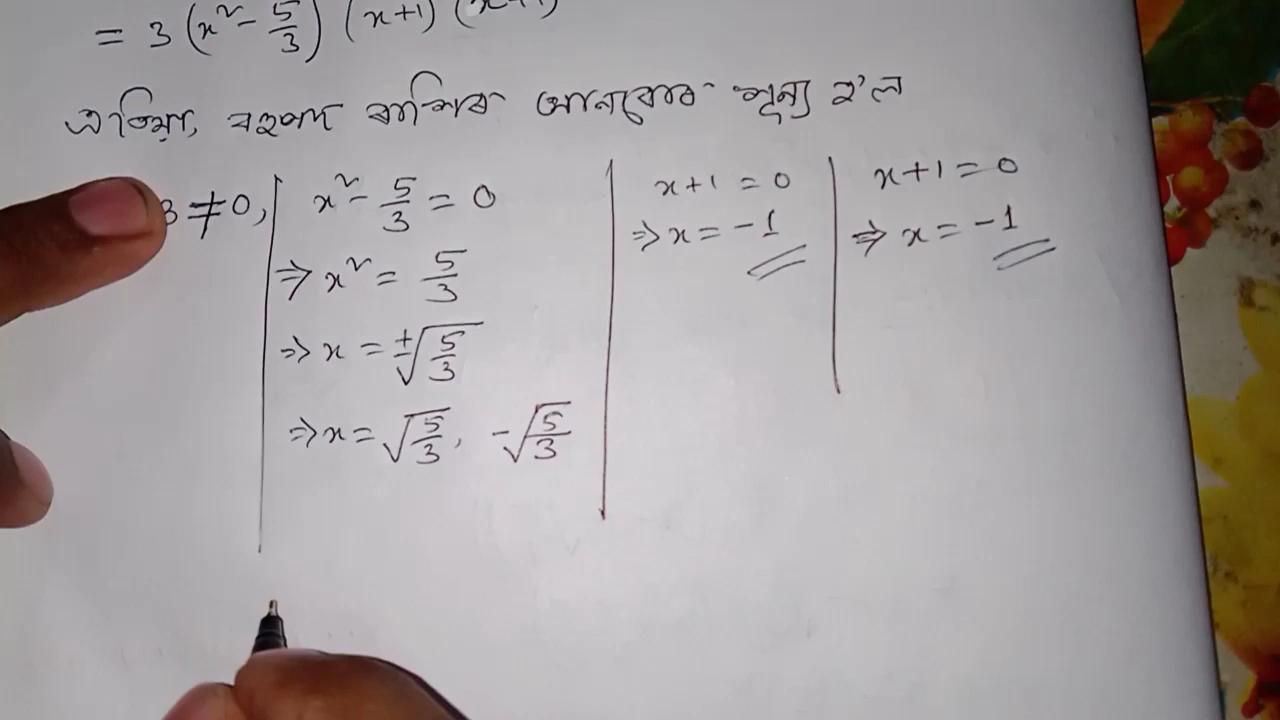 = 3 (x² - 5/3) (x+1) (x+1)
এতিয়া, বহুপদ ৰাশিৰ আনবোৰ শূন্য হ'ল
3 ≠ 0,
x² - 5/3 = 0
⇒ x² = 5/3
⇒ x = ±√5/3
⇒ x = √5/3, -√5/3
x+1 = 0
⇒ x = -1
x+1 = 0
⇒ x = -1